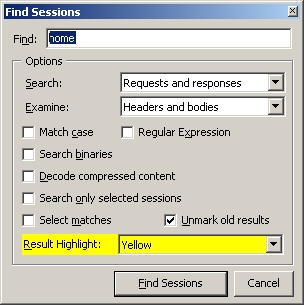 Find Sessions
Find: home
Options
Search: Requests and responses
Examine: Headers and bodies
Match case Regular Expression
Search binaries
Decode compressed content
Search only selected sessions
Select matches Unmark old results
Result Highlight: Yellow
Find Sessions Cancel